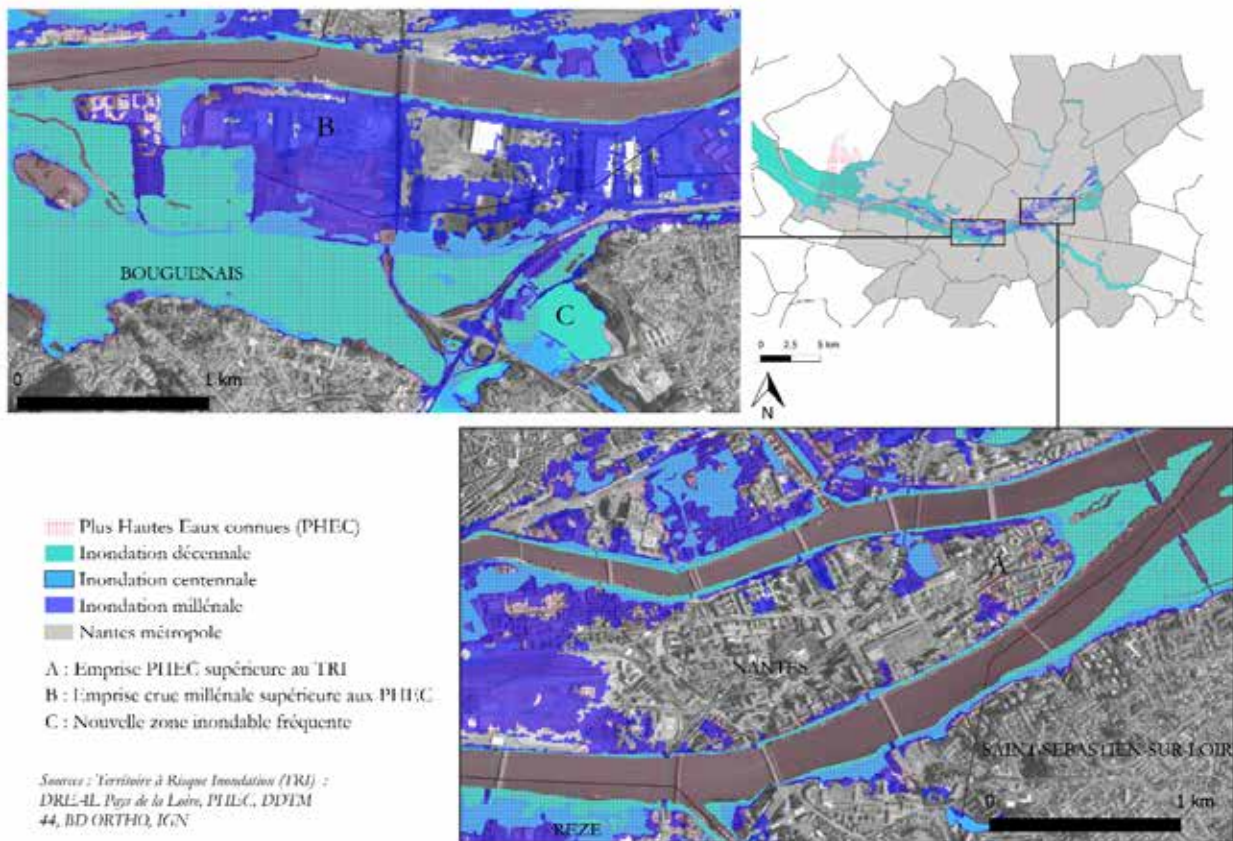 B
BOUGUENAIS
C
0
1 km
0 2.5 5 km
N
Plus Hautes Eaux connues (PHEC)
Inondation décennale
Inondation centennale
Inondation millénale
Nantes métropole
A : Emprise PHEC supérieure au TRI
B : Emprise crue millénale supérieure aux PHEC
C : Nouvelle zone inondable fréquente
Sources : Territoire à Risque Inondation (TRI) :
DREAL Pays de la Loire, PHEC, DDTM
44, BD ORTHO, IGN
A
NANTES
SAINT-SEBASTIEN-SUR-LOIR
REZE
0
1 km